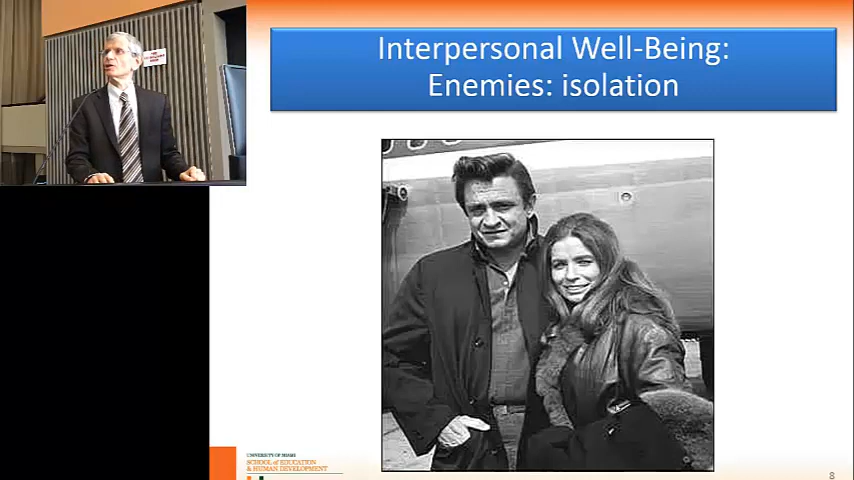 Interpersonal Well-Being:
Enemies: isolation
UNIVERSITY OF MIAMI
SCHOOL of EDUCATION
& HUMAN DEVELOPMENT
8